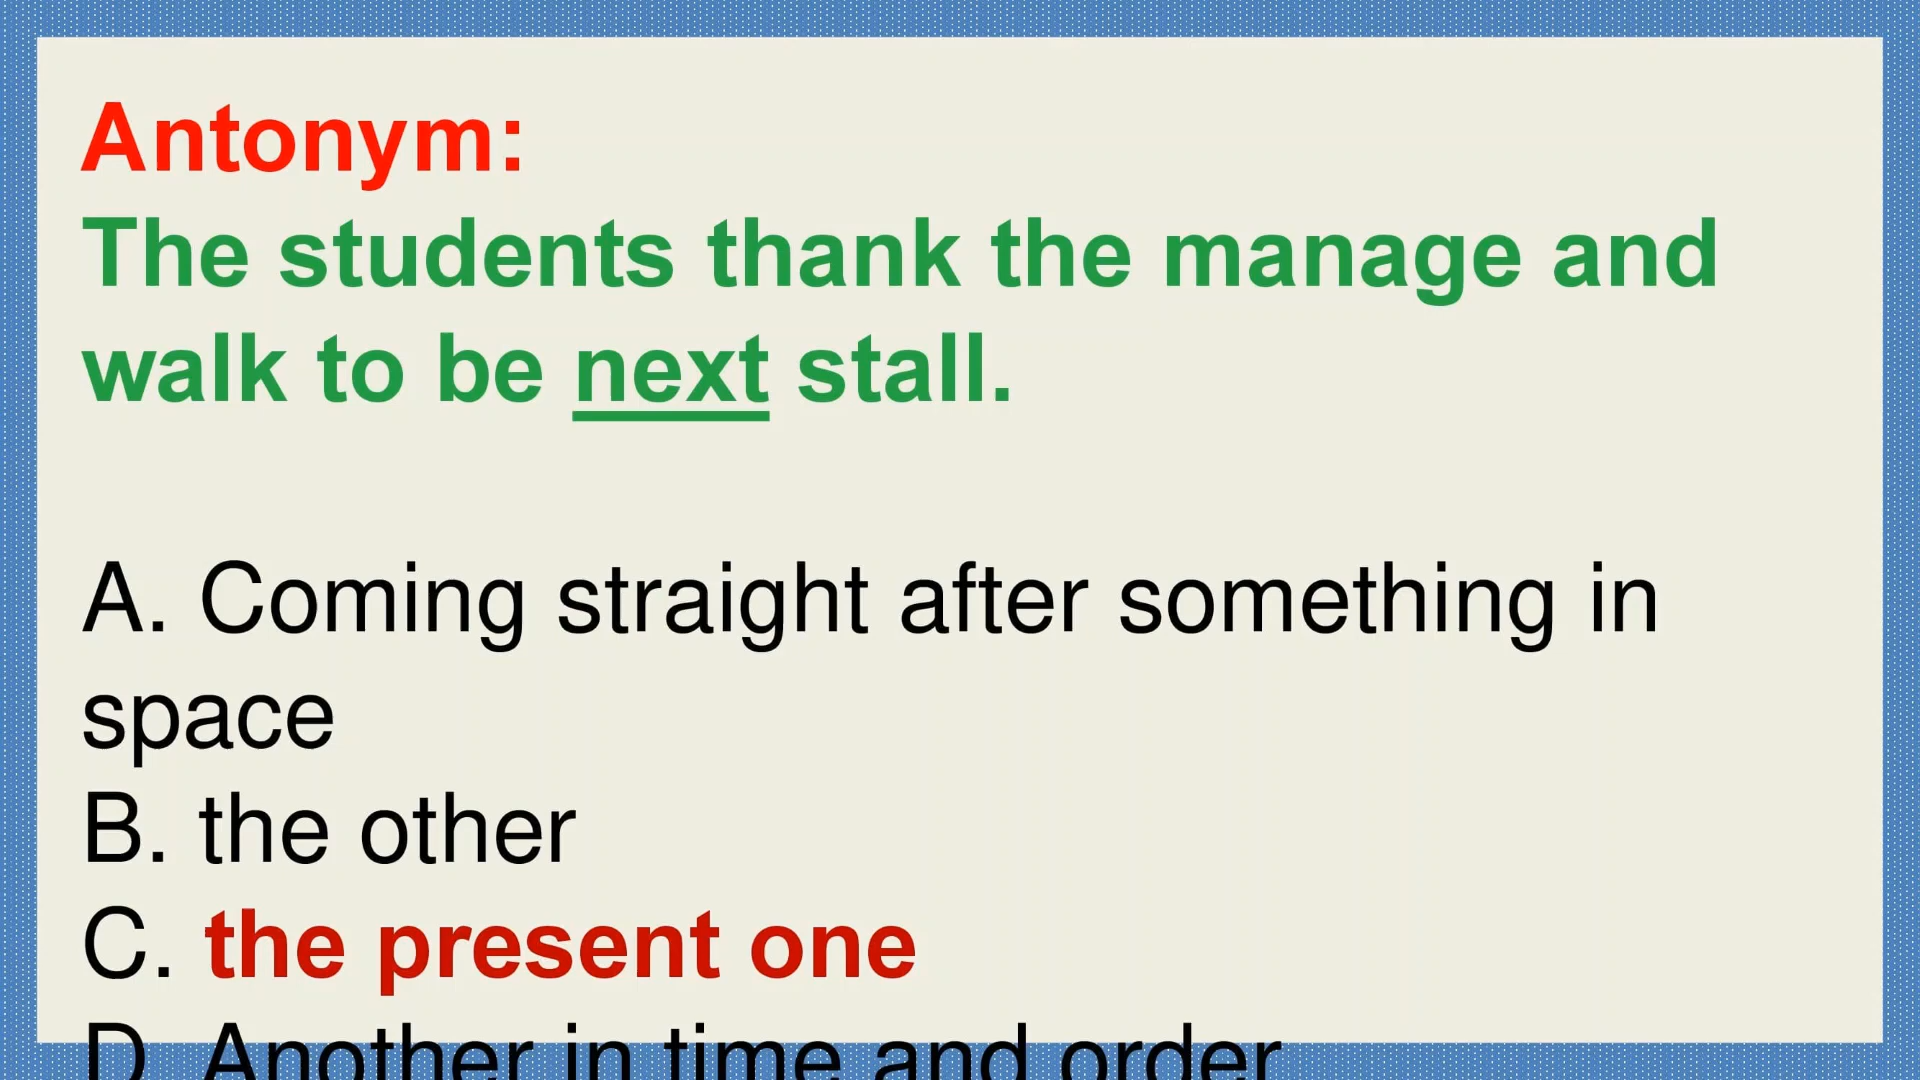 Antonym:
The students thank the manage and
walk to be next stall.
A. Coming straight after something in
space
B. the other
C. the present one
D. Another in time and order